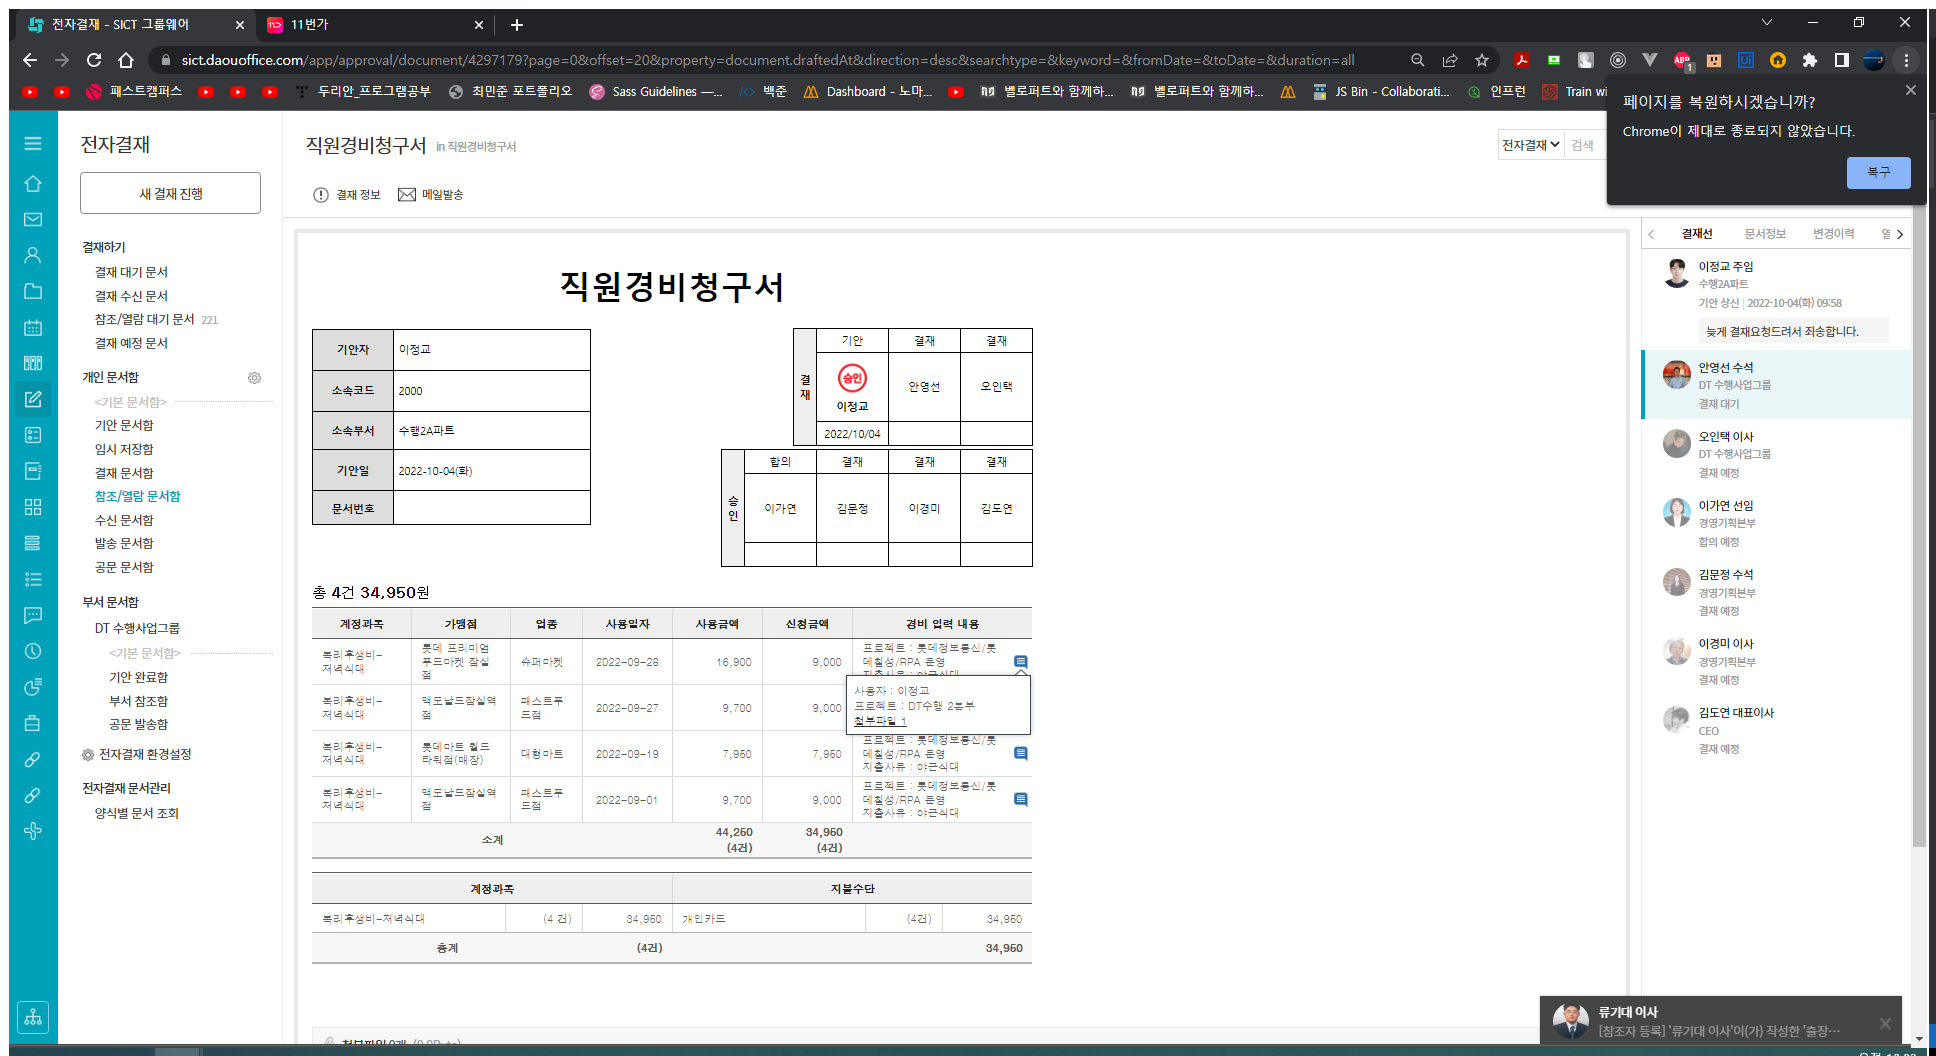 전자결재 - SICT 그룹웨어
11번가
sict.daouoffice.com/app/approval/document/4297179?page=0&offset=20&property=document.draftedAt&direction=desc&searchtype=&keyword=&fromDate=&toDate=&duration=all
패스트캠퍼스
두리안_프로그램공부
최민준 포트폴리오
Sass Guidelines —...
백준
Dashboard - 노마...
벨로퍼트와 함께하...
벨로퍼트와 함께하...
JS Bin - Collaborati...
인프런
Train wi
페이지를 복원하시겠습니까?
Chrome이 제대로 종료되지 않았습니다.
복구
전자결재
새 결재 진행
결재하기
결재 대기 문서
결재 수신 문서
참조/열람 대기 문서 221
결재 예정 문서
개인 문서함
<기본 문서함>
기안 문서함
임시 저장함
결재 문서함
참조/열람 문서함
수신 문서함
발송 문서함
공문 문서함
부서 문서함
DT 수행사업그룹
<기본 문서함>
기안 완료함
부서 참조함
공문 발송함
전자결재 환경설정
전자결재 문서관리
양식별 문서 조회
직원경비청구서 in 직원경비청구서
전자결재 검색
결재 정보 메일발송
직원경비청구서
기안자 이정교
소속코드 2000
소속부서 수행2A파트
기안일 2022-10-04(화)
문서번호
결재
기안 결재 결재
승인
이정교 안영선 오인택
2022/10/04
승인
합의 결재 결재 결재
이가연 김문정 이경미 김도연
총 4건 34,950원
계정과목 가맹점 업종 사용일자 사용금액 신청금액 경비 입력 내용
복리후생비-저녁식대 롯데 프리미엄 푸드마켓 잠실점 슈퍼마켓 2022-09-28 16,900 9,000 프로젝트 : 롯데정보통신/롯데칠성/RPA 운영
지출사유 : 야근식대
복리후생비-저녁식대 맥도날드잠실역점 패스트푸드점 2022-09-27 9,700 9,000
사용자 : 이정교
프로젝트 : DT수행 2본부
첨부파일 1
복리후생비-저녁식대 롯데마트 월드타워점(매장) 대형마트 2022-09-19 7,950 7,950 프로젝트 : 롯데정보통신/롯데칠성/RPA 운영
지출사유 : 야근식대
복리후생비-저녁식대 맥도날드잠실역점 패스트푸드점 2022-09-01 9,700 9,000 프로젝트 : 롯데정보통신/롯데칠성/RPA 운영
지출사유 : 야근식대
소계 44,250 (4건) 34,950 (4건)
계정과목 지불수단
복리후생비-저녁식대 (4 건) 34,950 개인카드 (4건) 34,950
총계 (4건) 34,950
첨부파일 0개 (0.0Byte)
결재선 문서정보 변경이력
이정교 주임
수행2A파트
기안 상신 | 2022-10-04(화) 09:58
늦게 결재요청드려서 죄송합니다.
안영선 수석
DT 수행사업그룹
결재 대기
오인택 이사
DT 수행사업그룹
결재 예정
이가연 선임
경영기획본부
합의 예정
김문정 수석
경영기획본부
결재 예정
이경미 이사
경영기획본부
결재 예정
김도연 대표이사
CEO
결재 예정
류기대 이사
[참조자 등록] '류기대 이사'이(가) 작성한 '출장...